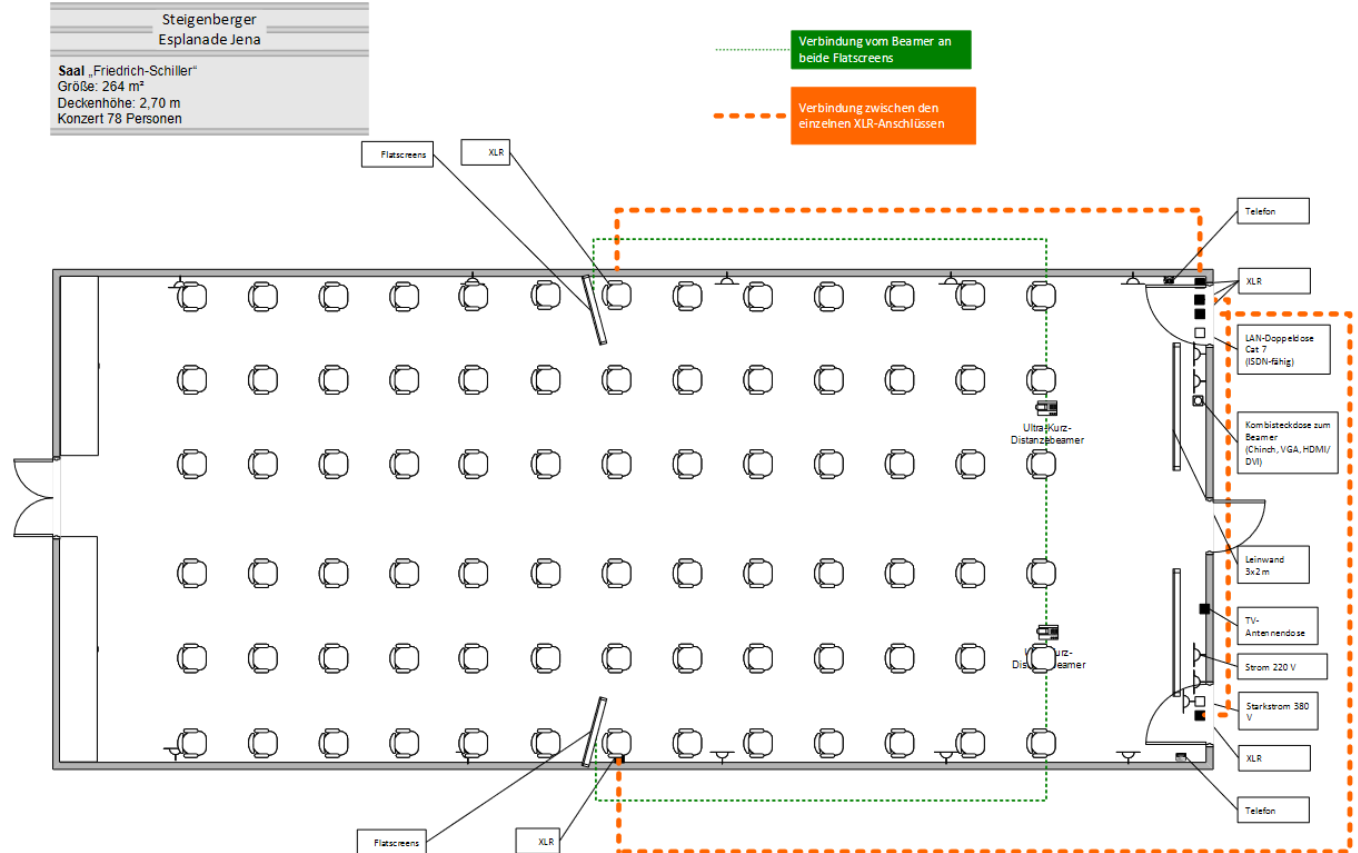 Steigenberger
Esplanade Jena
Saal „Friedrich-Schiller“
Größe: 264 m²
Deckenhöhe: 2,70 m
Konzert 78 Personen
Verbindung vom Beamer an
beide Flatscreens
Verbindung zwischen den
einzelnen XLR-Anschlüssen
Flatscreens
XLR
Telefon
XLR
LAN-Doppeldose
Cat 7
(ISDN-fähig)
Kombisteckdose zum
Beamer
(Chinch, VGA, HDMI/
DVI)
Ultra-Kurz-
Distanzbeamer
Leinwand
3x2 m
TV-
Antennendose
Strom 220 V
Starkstrom 380
V
XLR
Telefon
Flatscreens
XLR